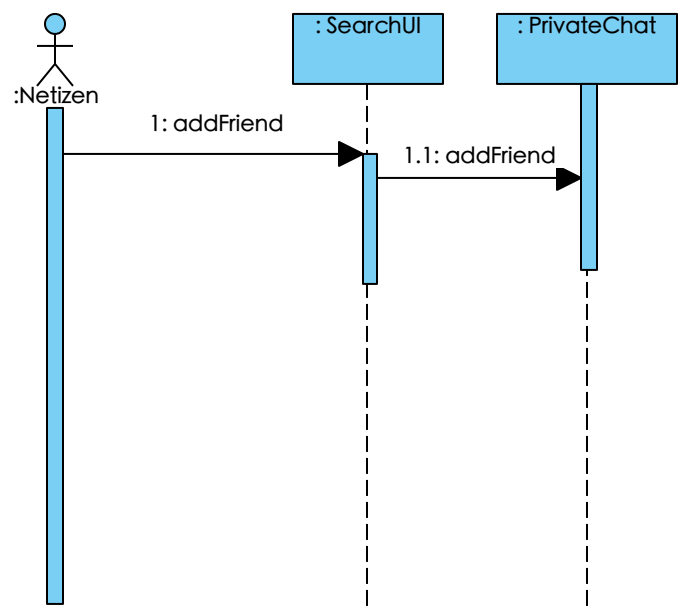 : SearchUI
: PrivateChat
:Netizen
1: addFriend
1.1: addFriend